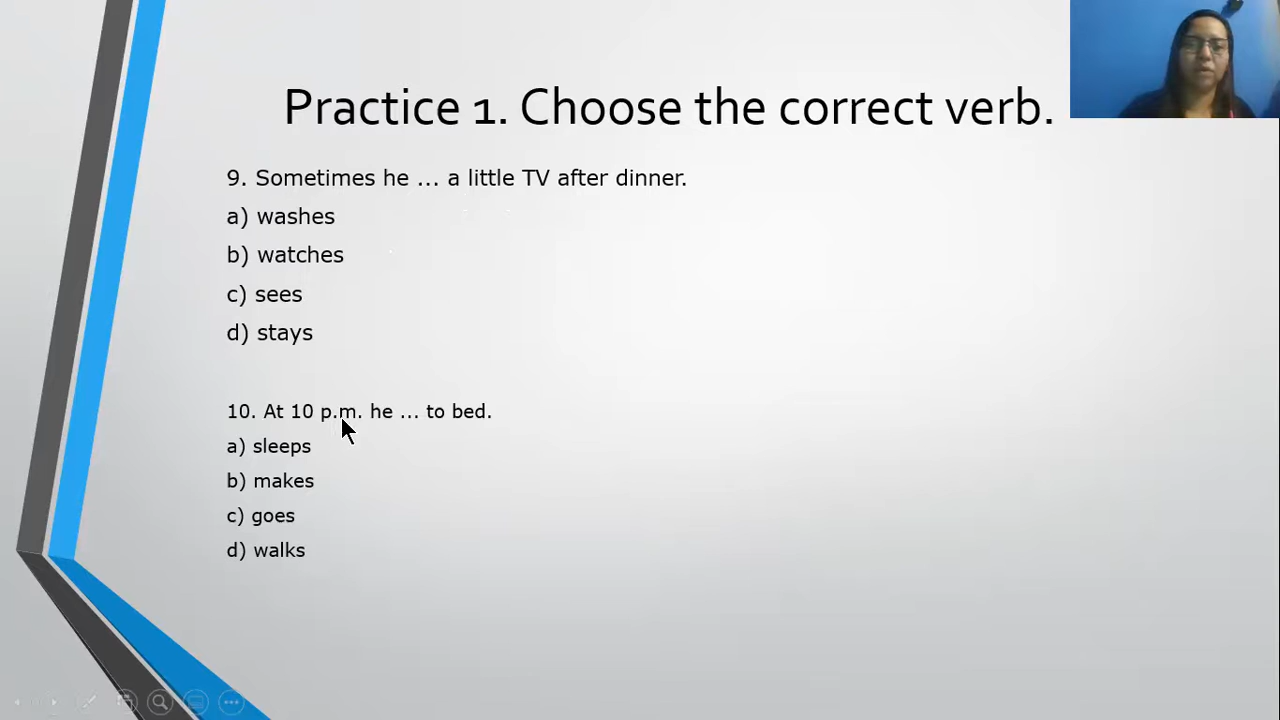 Practice 1. Choose the correct verb.
9. Sometimes he ... a little TV after dinner.
a) washes
b) watches
c) sees
d) stays
10. At 10 p.m. he ... to bed.
a) sleeps
b) makes
c) goes
d) walks